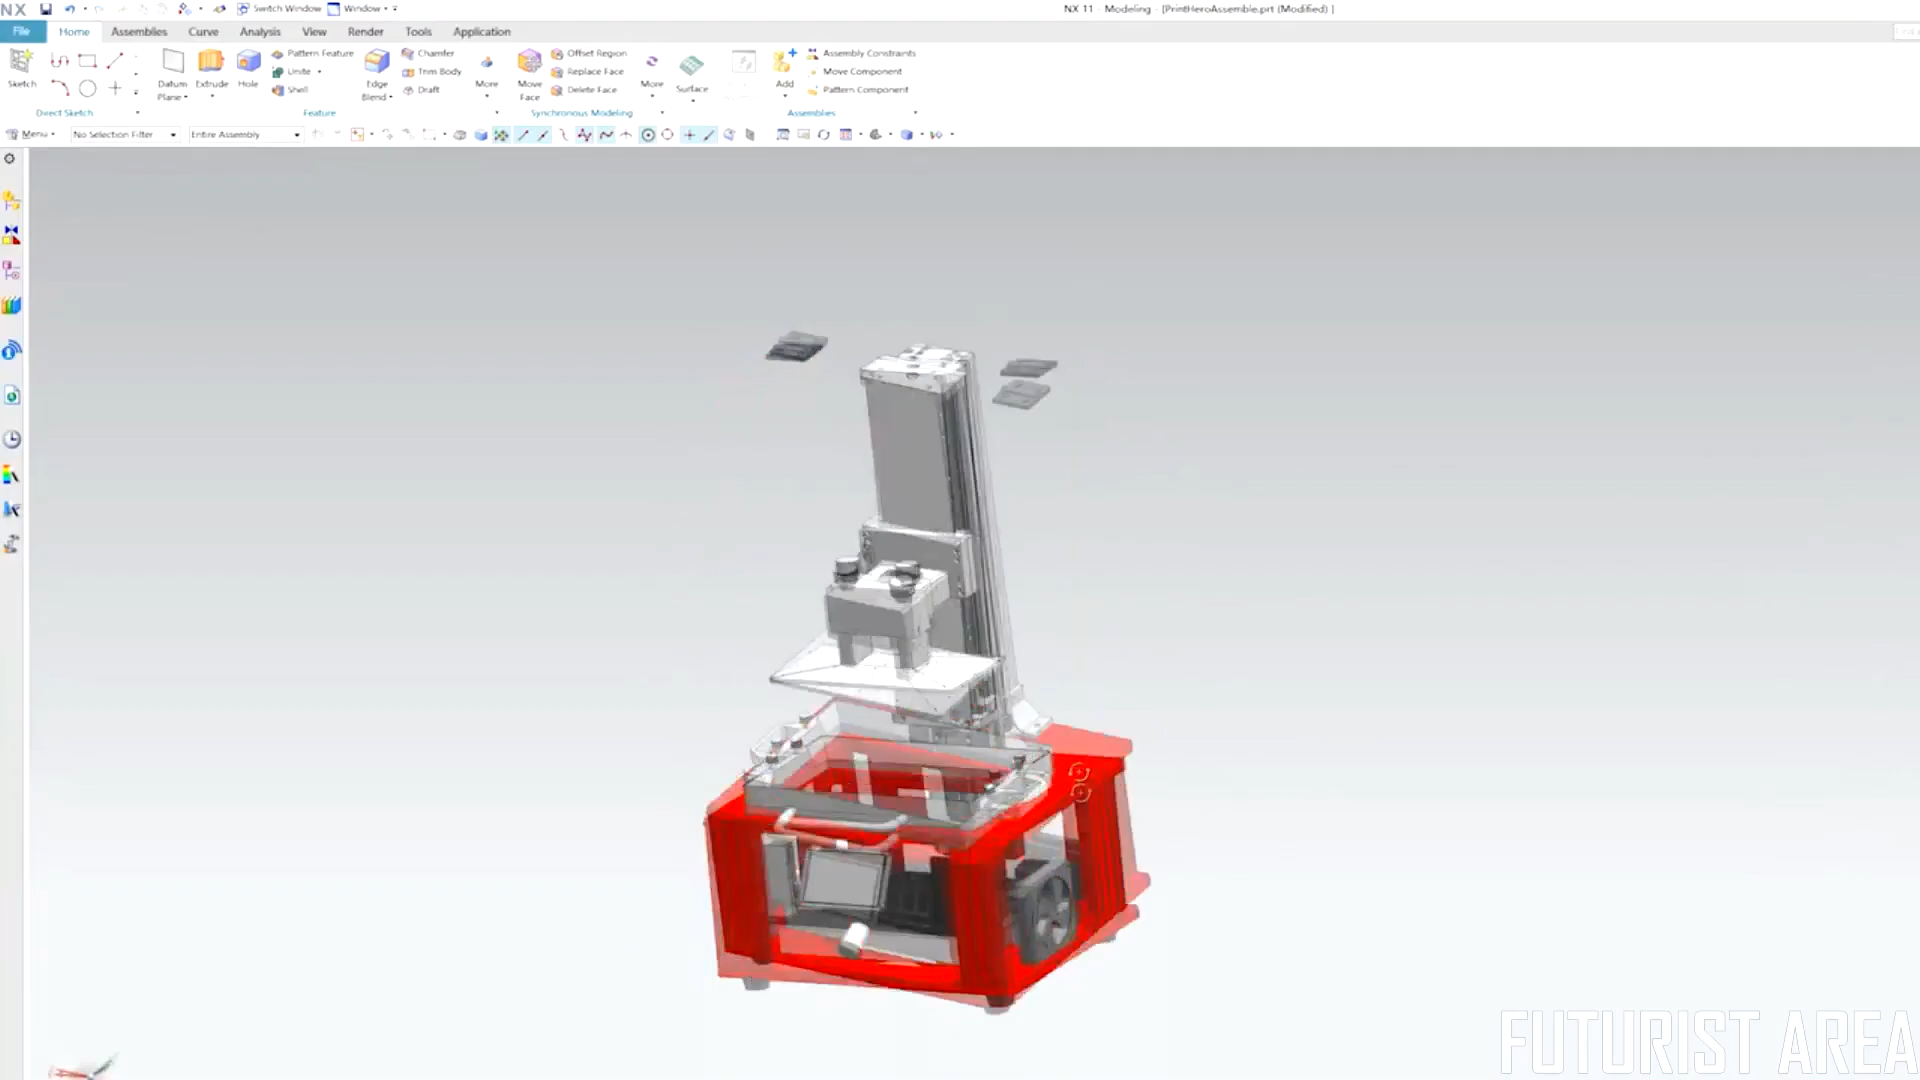 NX Switch Window Window NX 11 - Modeling - [PrintHeroAssemble.prt (Modified) ]
File Home Assemblies Curve Analysis View Render Tools Application
Pattern Feature Chamfer Offset Region Assembly Constraints
Unite Trim Body Replace Face Move Component
Sketch Datum Plane Extrude Hole Shell Edge Blend Draft More Move Face Delete Face More Surface Add Pattern Component
Direct Sketch Feature Synchronous Modeling Assemblies
Menu No Selection Filter Entire Assembly
FUTURIST AREA